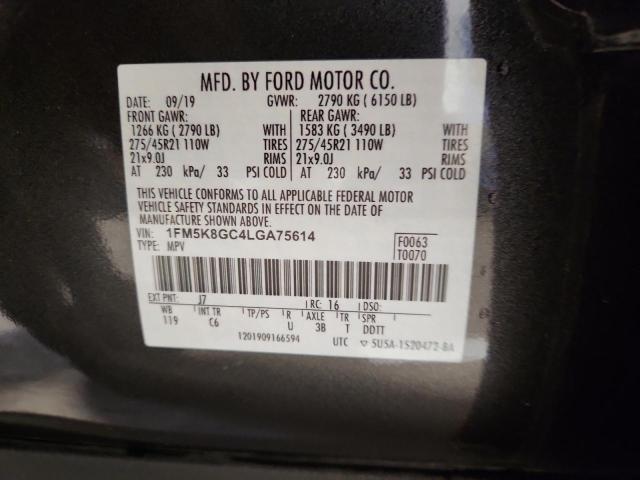 MFD. BY FORD MOTOR CO.
DATE: 09/19 GVWR: 2790 KG ( 6150 LB)
FRONT GAWR: REAR GAWR:
1266 KG ( 2790 LB) WITH 1583 KG ( 3490 LB) WITH
275/45R21 110W TIRES 275/45R21 110W TIRES
21x9.0J RIMS 21x9.0J RIMS
AT 230 kPa/ 33 PSI COLD AT 230 kPa/ 33 PSI COLD
THIS VEHICLE CONFORMS TO ALL APPLICABLE FEDERAL MOTOR
VEHICLE SAFETY STANDARDS IN EFFECT ON THE DATE OF
MANUFACTURE SHOWN ABOVE.
VIN: 1FM5K8GC4LGA75614 F0063
TYPE: MPV T0070
EXT PNT: J7 RC: 16 DSO:
WB INT TR TP/PS R AXLE TR SPR
119 C6 U 3B T DDTT
1201909166594 UTC ▽ 5U5A-1520472-BA